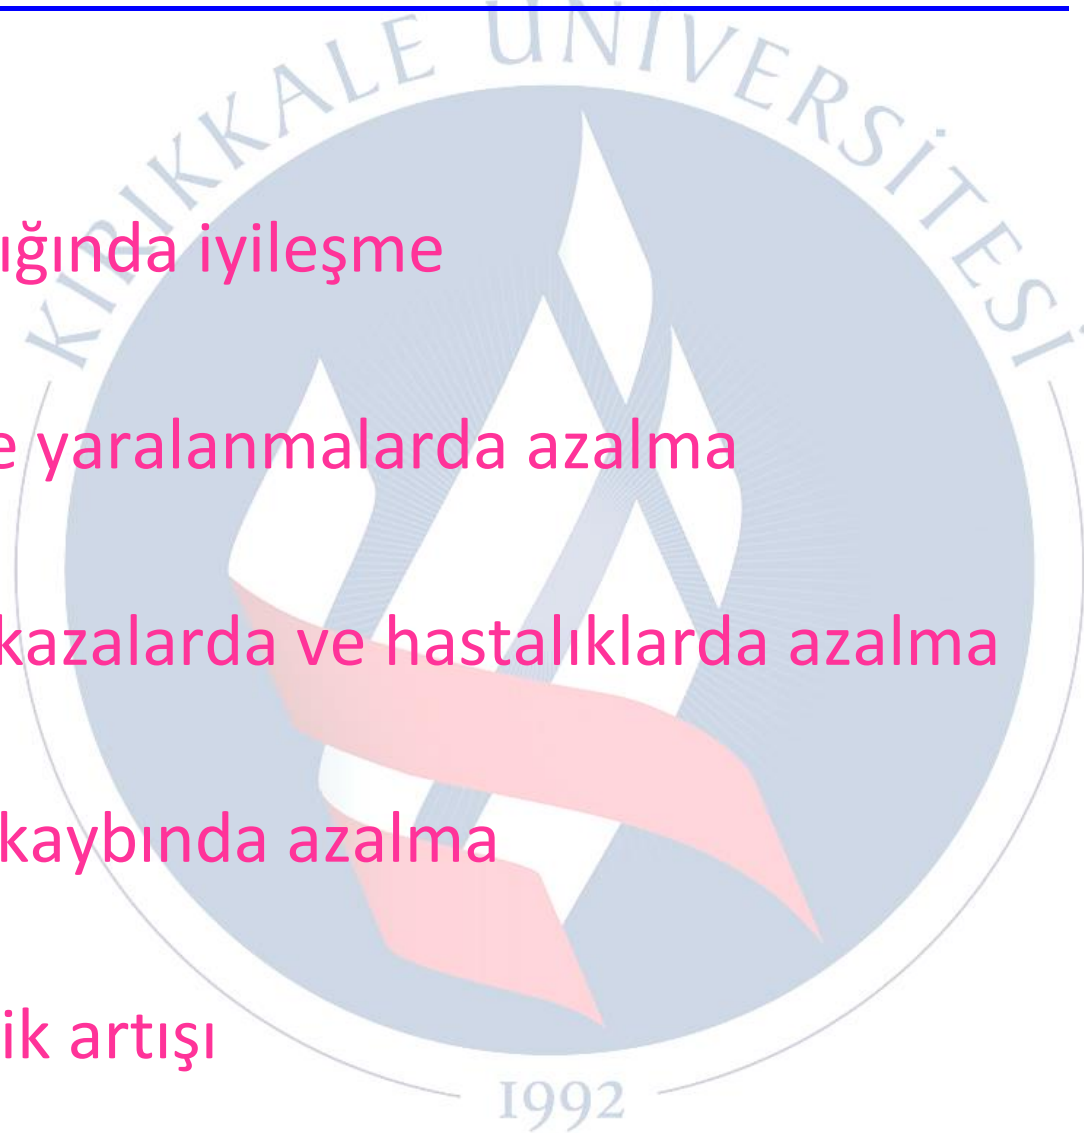 KIRIKKALE ÜNİVERSİTESİ
ığında iyileşme
e yaralanmalarda azalma
kazalarda ve hastalıklarda azalma
kaybında azalma
ik artışı
1992